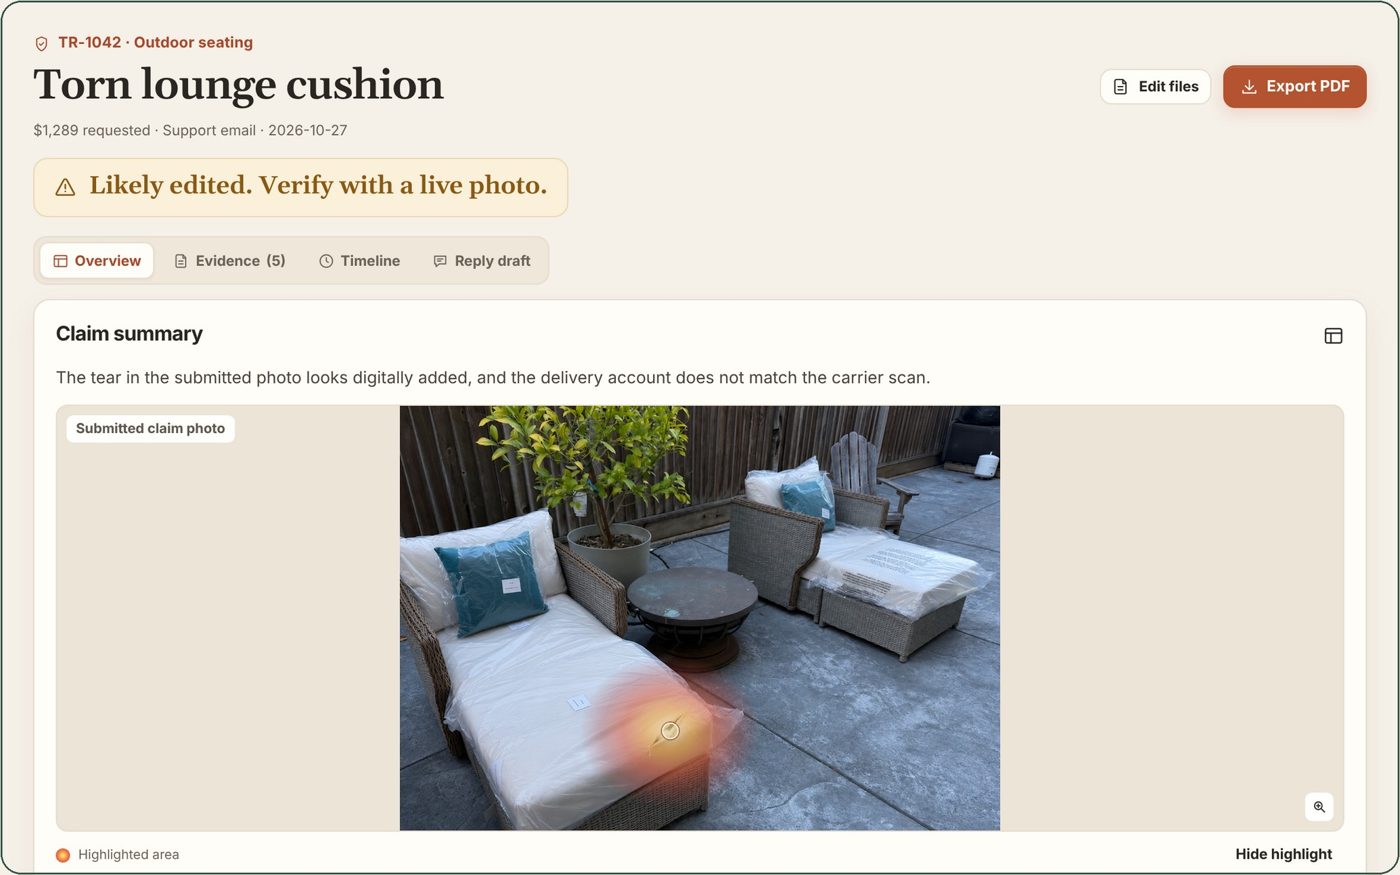 TR-1042 · Outdoor seating
Torn lounge cushion
Edit files
Export PDF
$1,289 requested · Support email · 2026-10-27
Likely edited. Verify with a live photo.
Overview
Evidence (5)
Timeline
Reply draft
Claim summary
The tear in the submitted photo looks digitally added, and the delivery account does not match the carrier scan.
Submitted claim photo
Highlighted area
Hide highlight